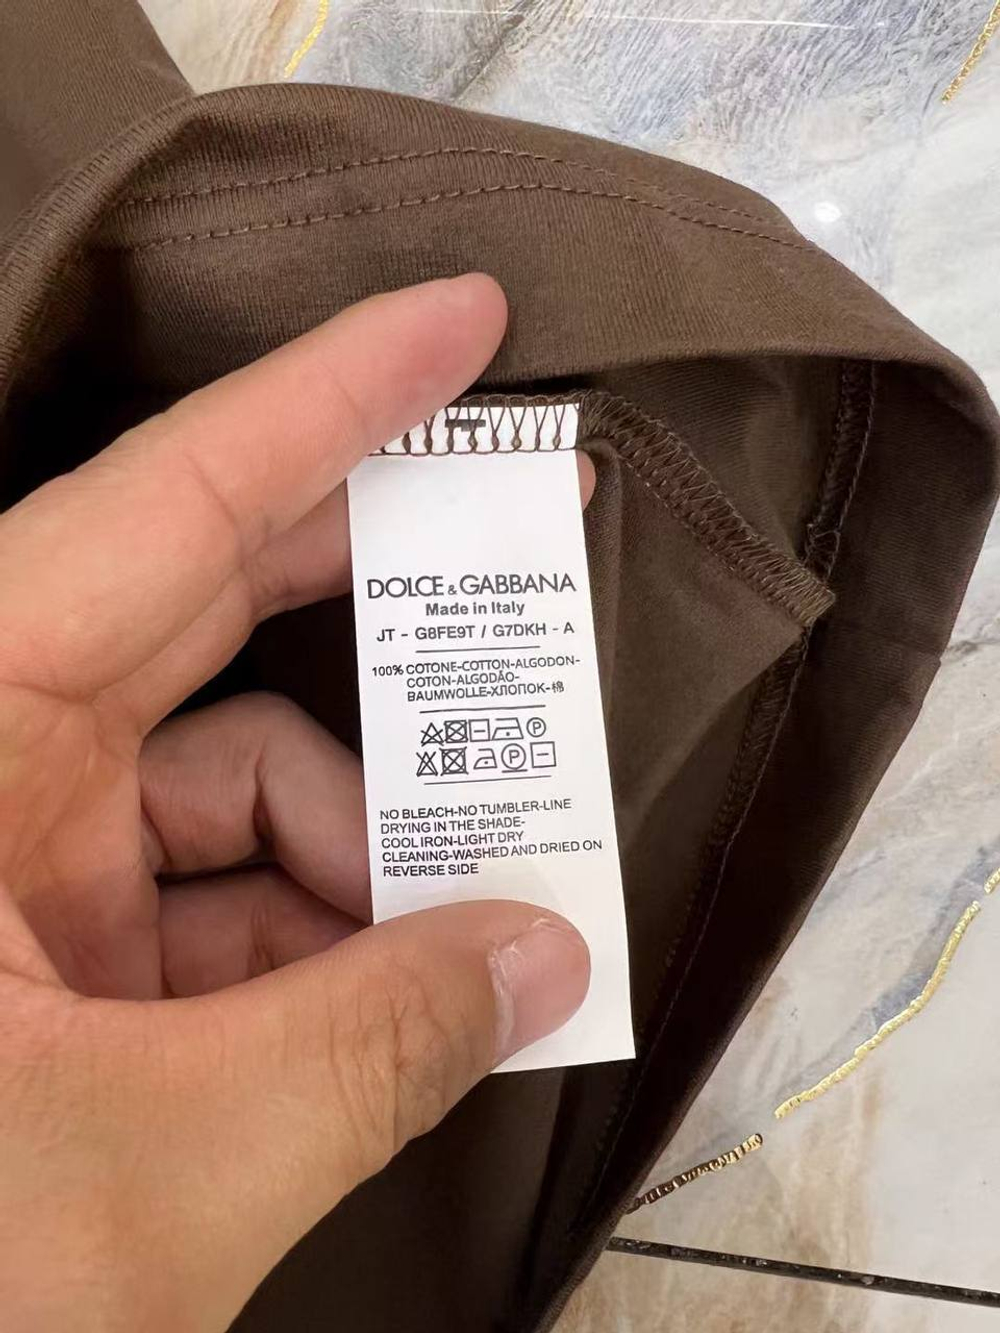 DOLCE & GABBANA
Made in Italy
JT - G8FE9T / G7DKH - A
100% COTONE-COTTON-ALGODON-
COTON-ALGODÃO-
BAUMWOLLE-ХЛОПОК-棉
NO BLEACH-NO TUMBLER-LINE
DRYING IN THE SHADE-
COOL IRON-LIGHT DRY
CLEANING-WASHED AND DRIED ON
REVERSE SIDE